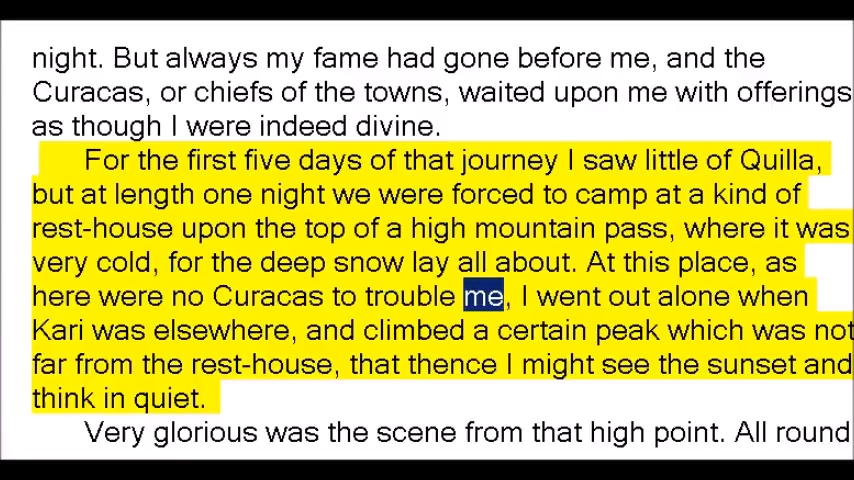 night. But always my fame had gone before me, and the
Curacas, or chiefs of the towns, waited upon me with offerings
as though I were indeed divine.
For the first five days of that journey I saw little of Quilla,
but at length one night we were forced to camp at a kind of
rest-house upon the top of a high mountain pass, where it was
very cold, for the deep snow lay all about. At this place, as
here were no Curacas to trouble me, I went out alone when
Kari was elsewhere, and climbed a certain peak which was not
far from the rest-house, that thence I might see the sunset and
think in quiet.
Very glorious was the scene from that high point. All round